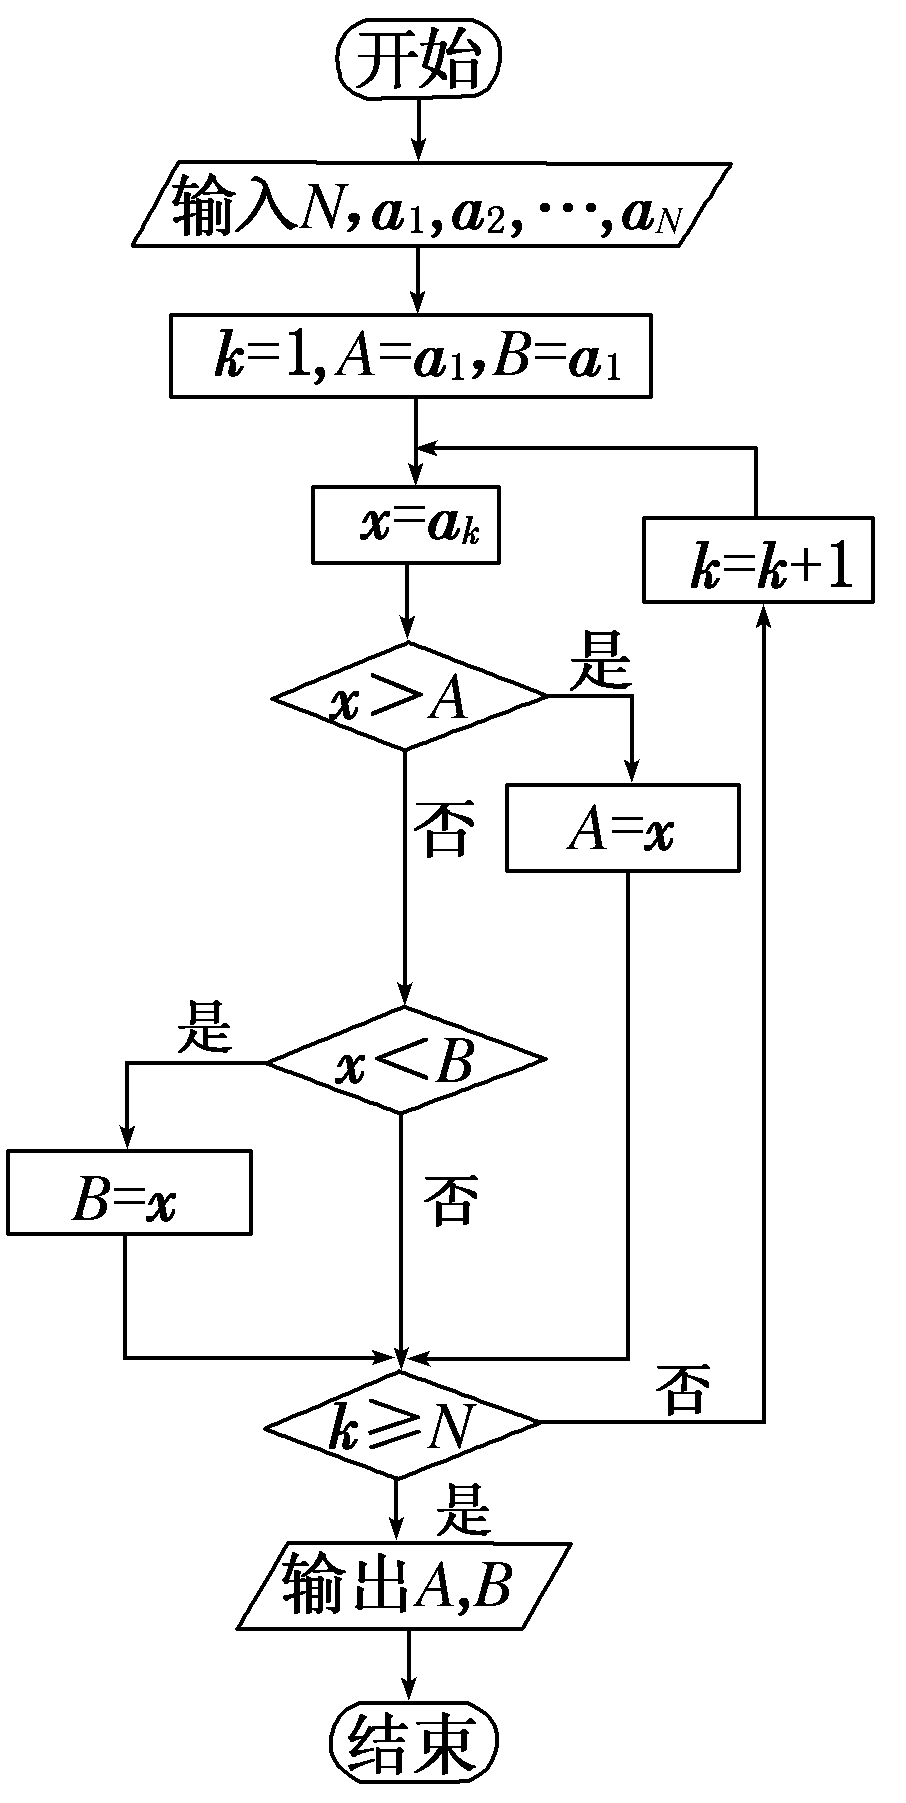 开始
输入N,a₁,a₂,…,a_N
k=1,A=a₁,B=a₁
x=aₖ
k=k+1
x>A
是
否
A=x
x<B
是
否
B=x
k≥N
否
是
输出A,B
结束